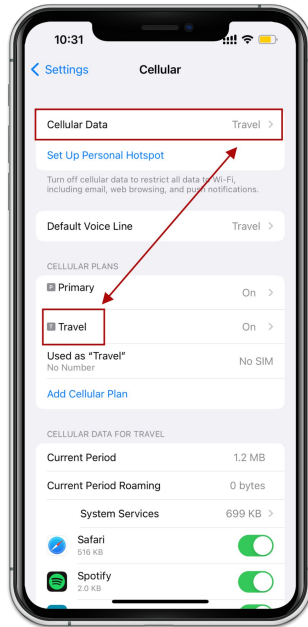 10:31
Settings
Cellular
Cellular Data Travel
Set Up Personal Hotspot
Turn off cellular data to restrict all data to Wi-Fi,
including email, web browsing, and push notifications.
Default Voice Line Travel
CELLULAR PLANS
P Primary On
T Travel On
Used as “Travel” No SIM
No Number
Add Cellular Plan
CELLULAR DATA FOR TRAVEL
Current Period 1.2 MB
Current Period Roaming 0 bytes
System Services 699 KB
Safari
516 KB
Spotify
2.0 KB